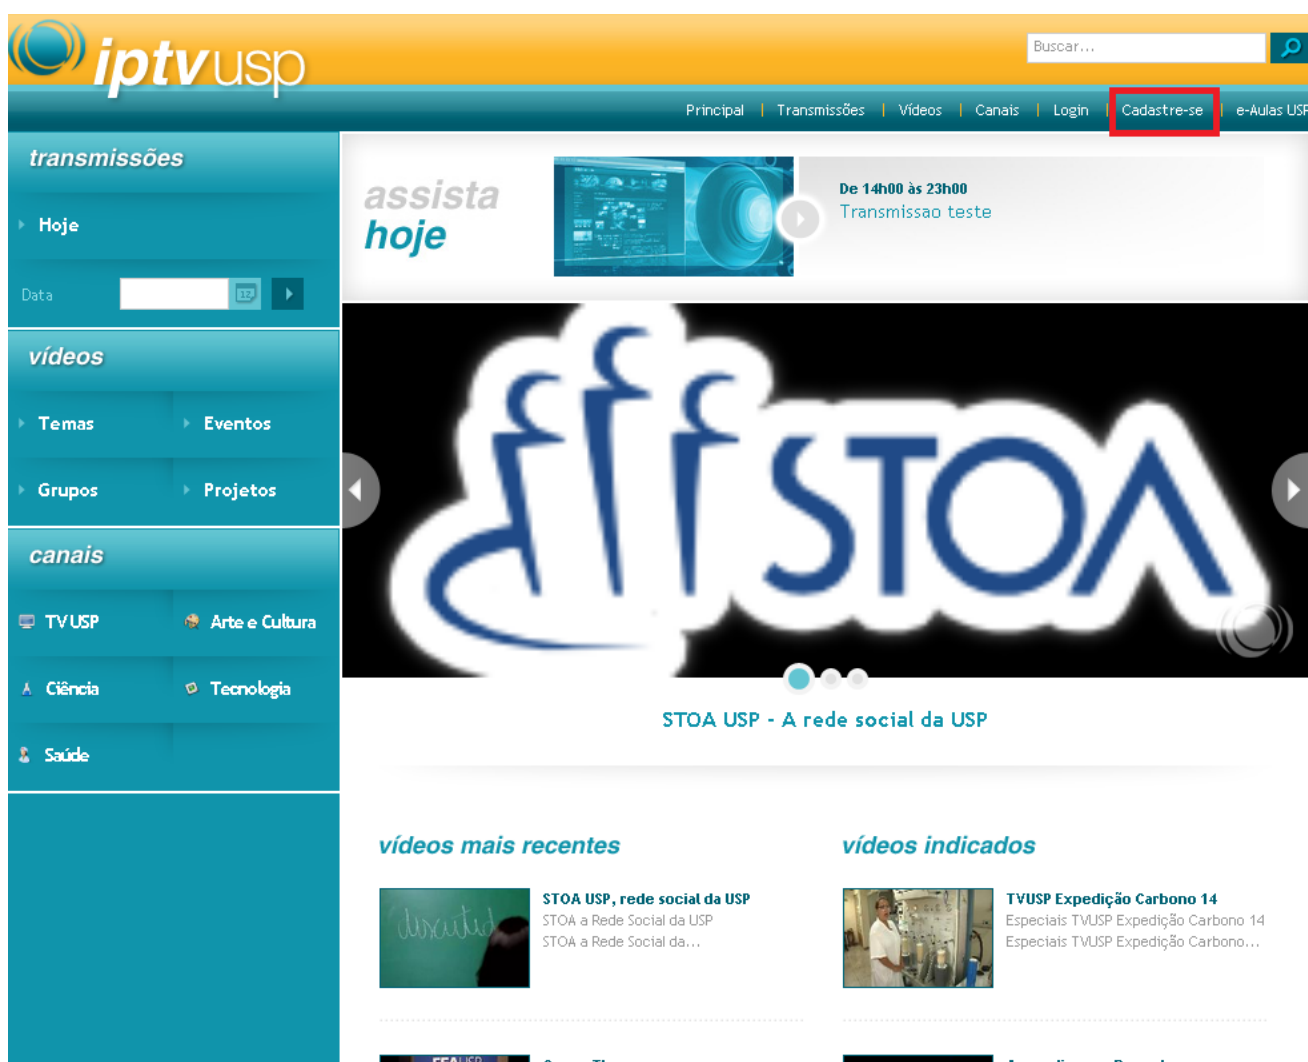 iptvusp
Buscar...
Principal | Transmissões | Vídeos | Canais | Login | Cadastre-se | e-Aulas USP
transmissões
Hoje
Data
12
vídeos
Temas
Eventos
Grupos
Projetos
canais
TV USP
Arte e Cultura
Ciência
Tecnologia
Saúde
assista
hoje
De 14h00 às 23h00
Transmissao teste
STOA
STOA USP - A rede social da USP
vídeos mais recentes
STOA USP, rede social da USP
STOA a Rede Social da USP
STOA a Rede Social da...
vídeos indicados
TVUSP Expedição Carbono 14
Especiais TVUSP Expedição Carbono 14
Especiais TVUSP Expedição Carbono...